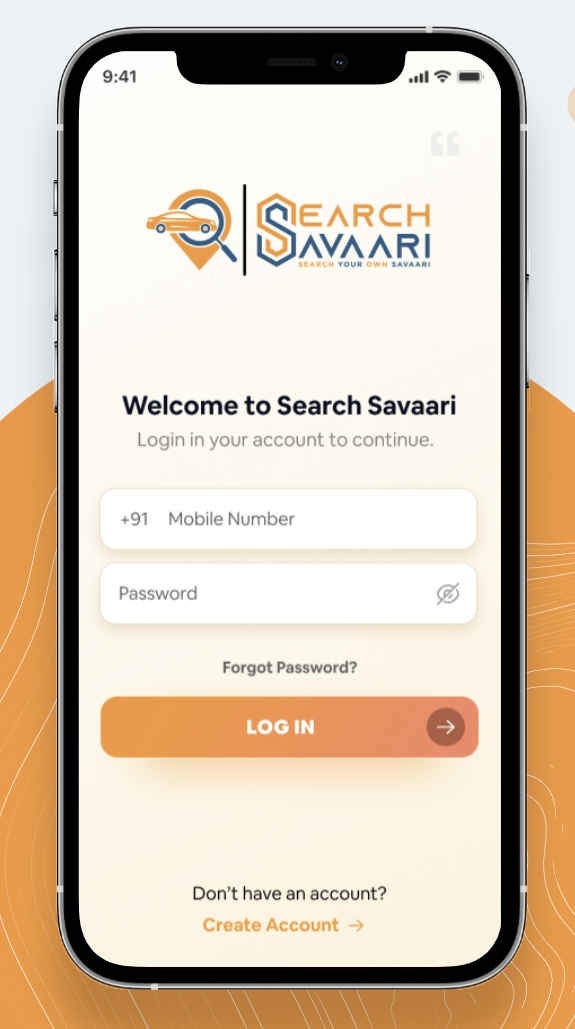 9:41
SEARCH
SAVAARI
SEARCH YOUR OWN SAVAARI
Welcome to Search Savaari
Login in your account to continue.
+91 Mobile Number
Password
Forgot Password?
LOG IN
Don’t have an account?
Create Account